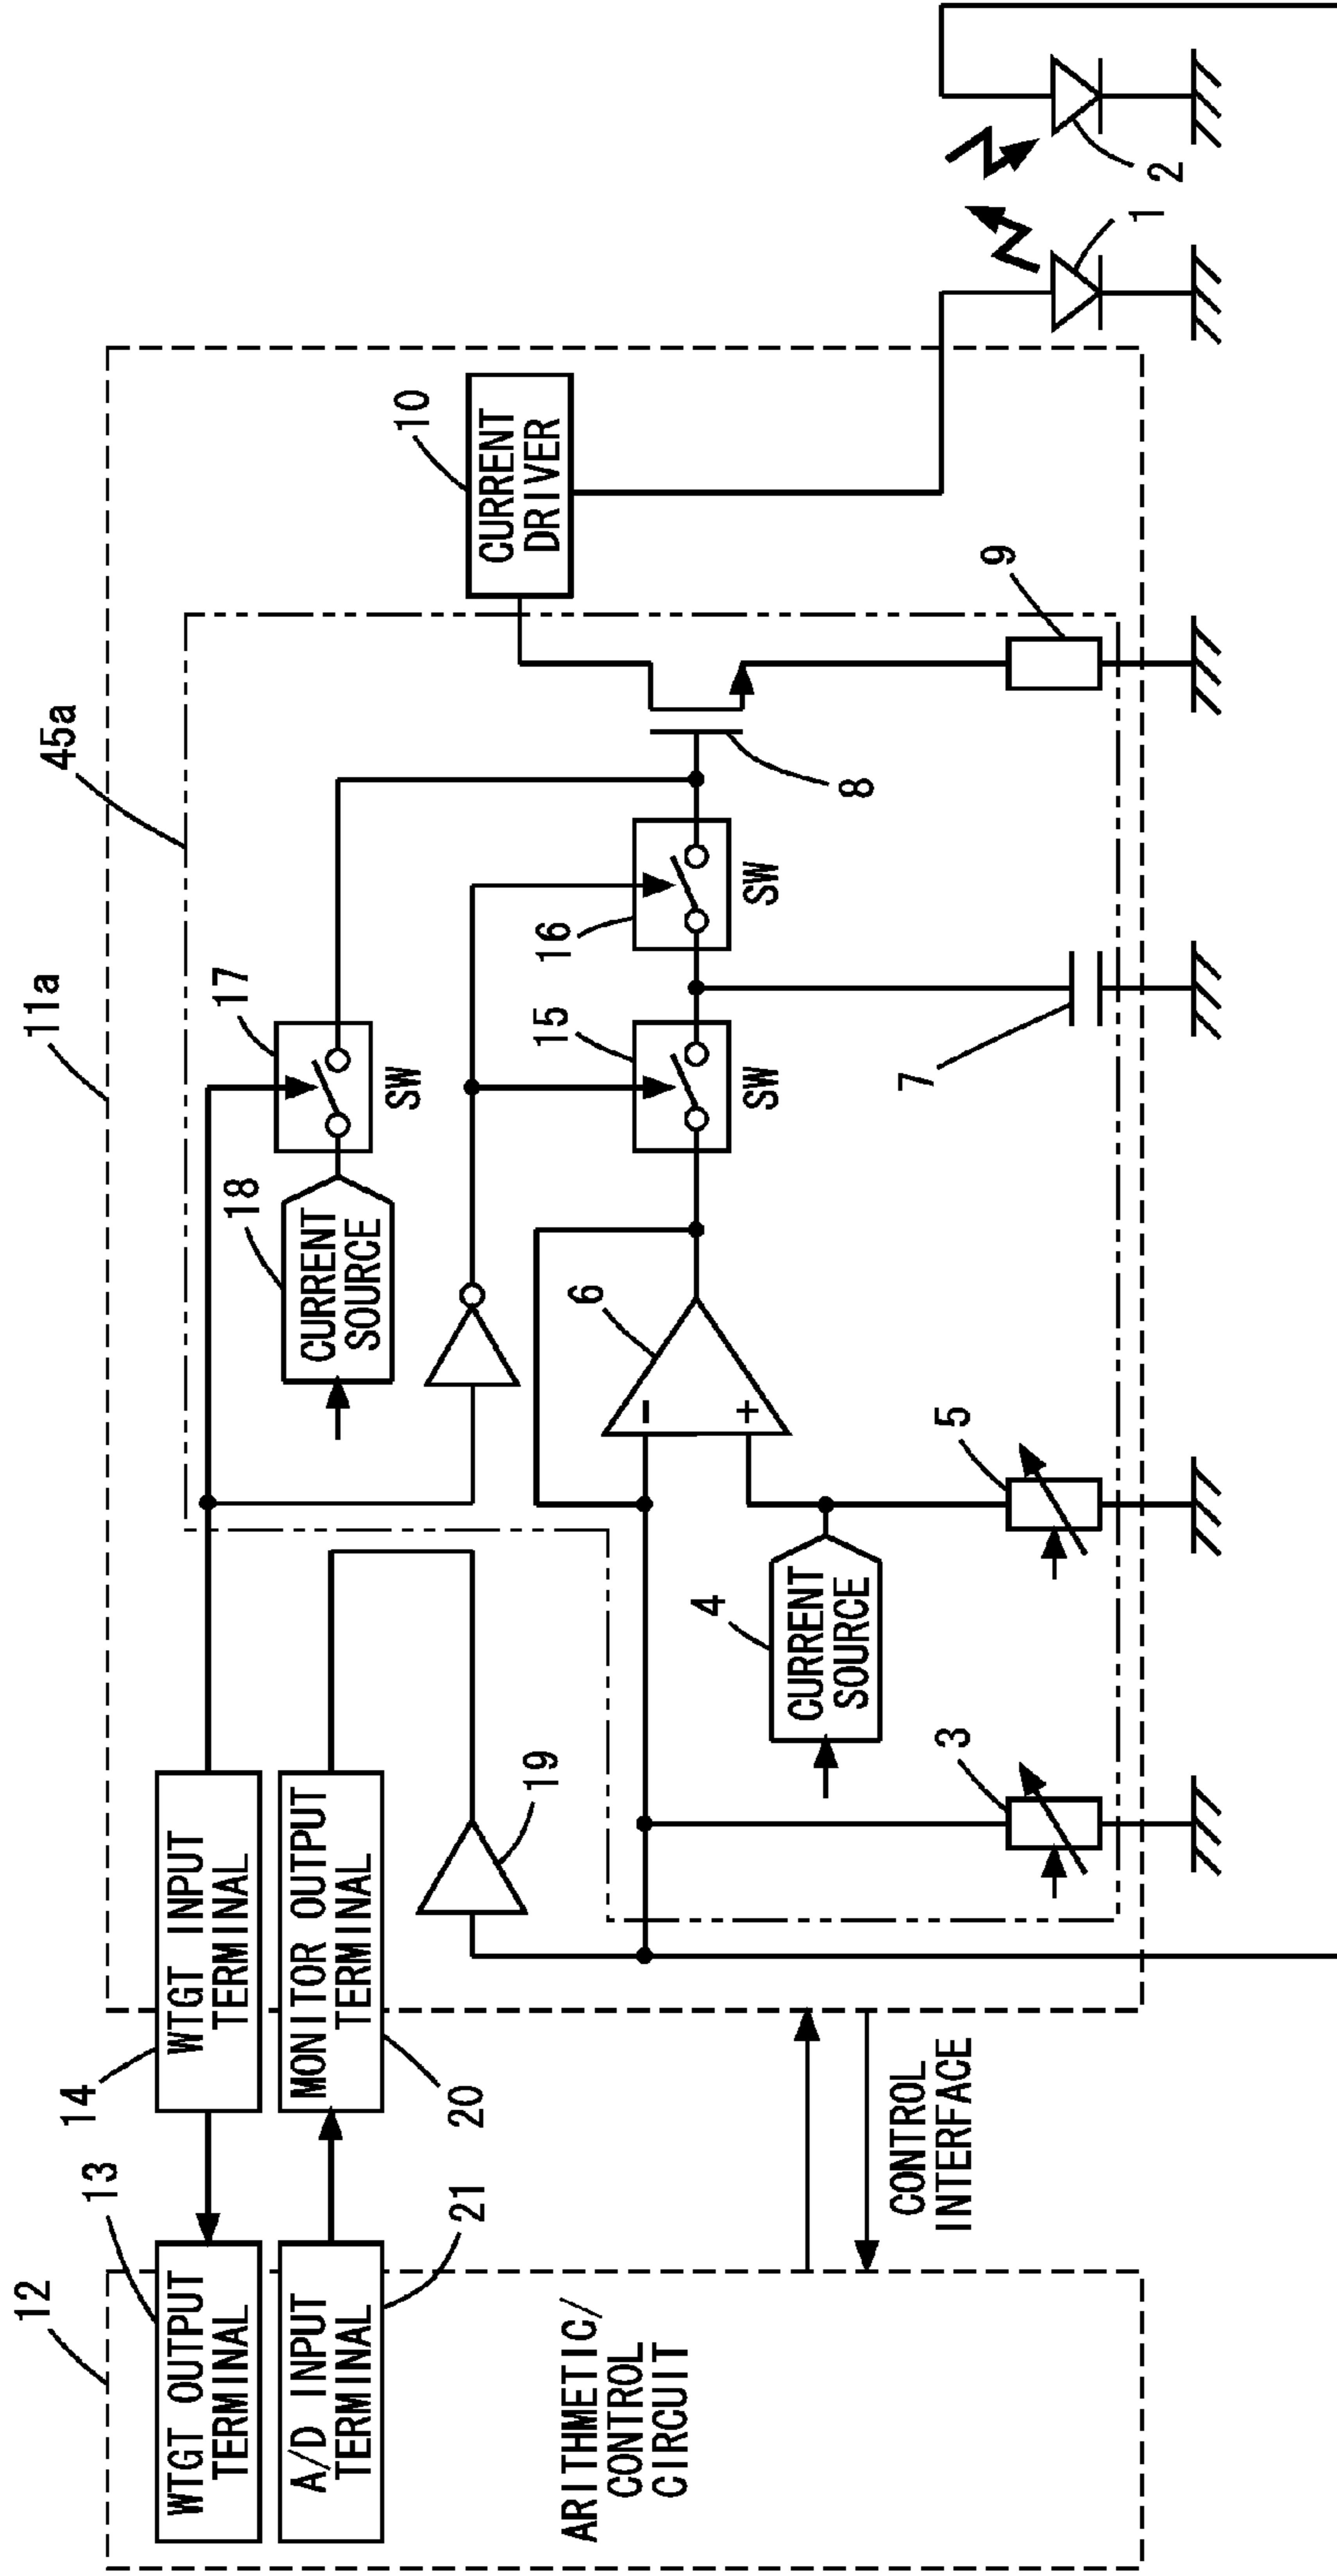 11a
12
13
WTGT OUTPUT
TERMINAL
14
WTGT INPUT
TERMINAL
A/D INPUT
TERMINAL
21
MONITOR OUTPUT
TERMINAL
20
19
45a
18
CURRENT
SOURCE
17
SW
10
CURRENT
DRIVER
ARITHMETIC/
CONTROL
CIRCUIT
CONTROL
INTERFACE
6
-
+
15
SW
16
SW
8
4
CURRENT
SOURCE
3
5
7
9
1
2